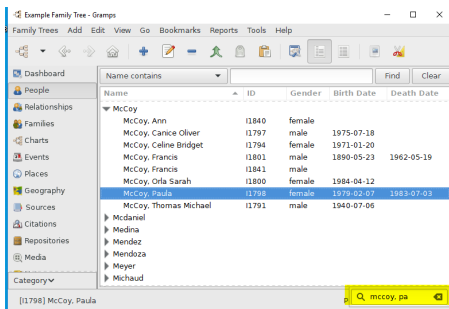 Example Family Tree - Gramps
Family Trees Add Edit View Go Bookmarks Reports Tools Help
Dashboard
People
Relationships
Families
Charts
Events
Places
Geography
Sources
Citations
Repositories
Media
Category
Name contains Find Clear
Name ID Gender Birth Date Death Date
McCoy
McCoy, Ann I1840 female
McCoy, Canice Oliver I1797 male 1975-07-18
McCoy, Celine Bridget I1794 female 1971-01-20
McCoy, Francis I1801 male 1890-05-23 1962-05-19
McCoy, Francis I1841 male
McCoy, Orla Sarah I1800 female 1984-04-12
McCoy, Paula I1798 female 1979-02-07 1983-07-03
McCoy, Thomas Michael I1791 male 1940-07-06
Mcdaniel
Medina
Mendez
Mendoza
Meyer
Michaud
[I1798] McCoy, Paula
mccoy, pa